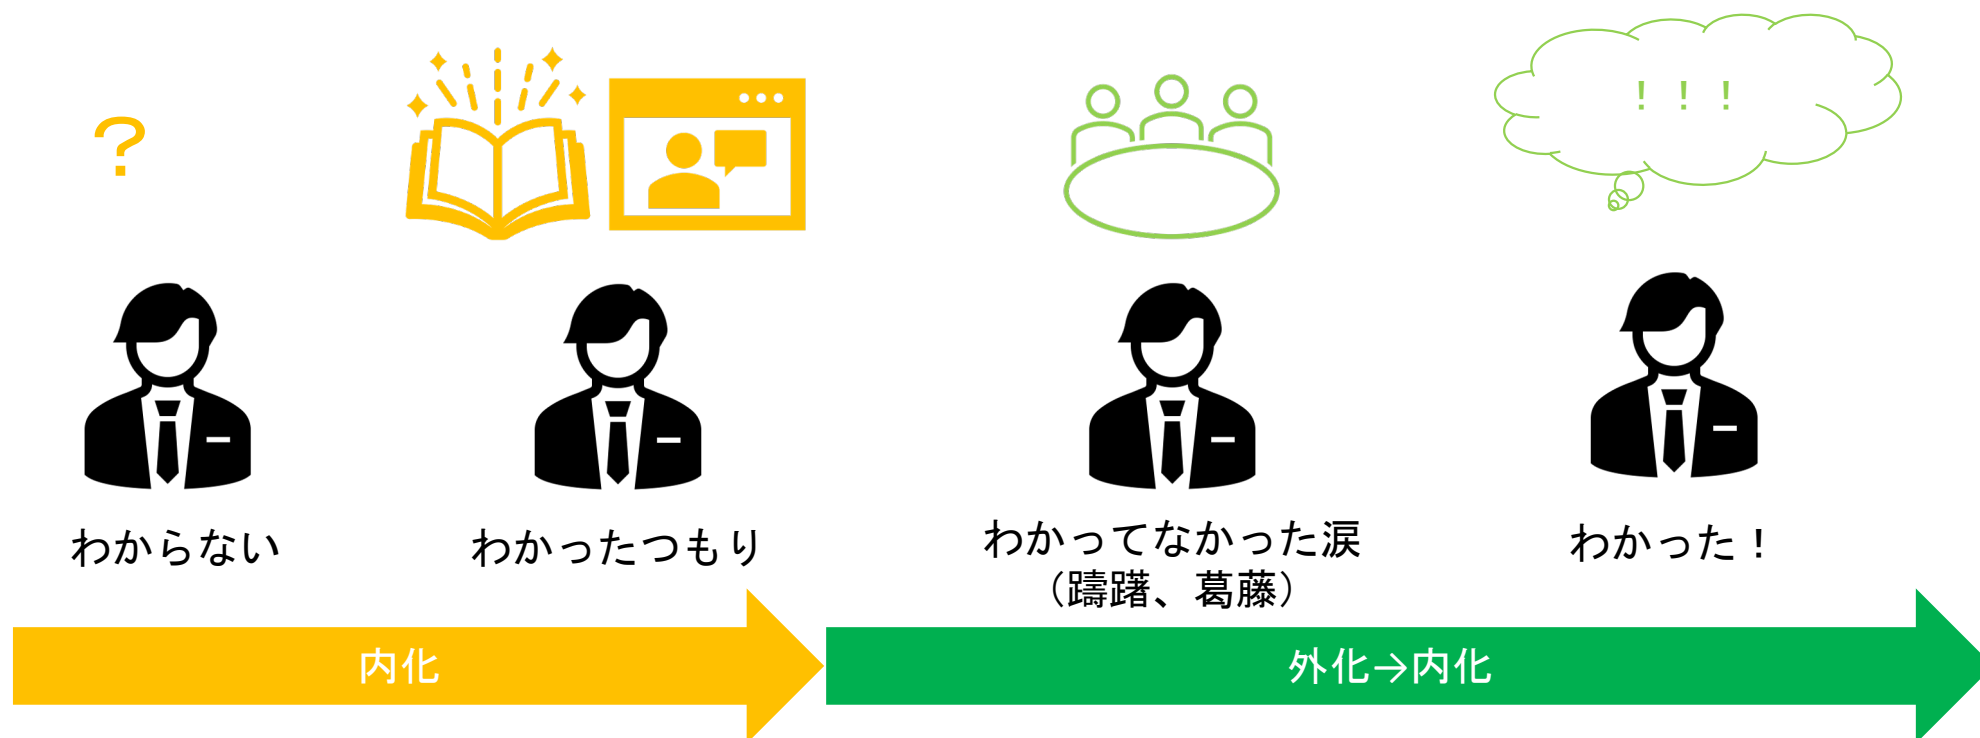 ？
！！！
わからない
わかったつもり
わかってなかった涙
（躊躇、葛藤）
わかった！
内化
外化→内化